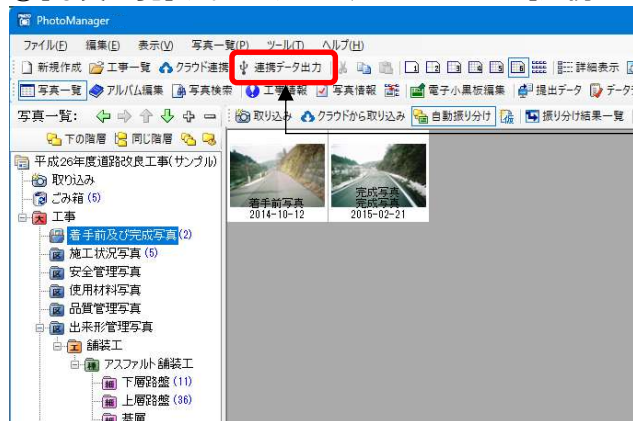 PhotoManager
ファイル(F) 編集(E) 表示(V) 写真一覧(P) ツール(T) ヘルプ(H)
新規作成 工事一覧 クラウド連携 連携データ出力 詳細表示
写真一覧 アルバム編集 写真検索 工事情報 写真情報 電子小黒板編集 提出データ
写真一覧: 取り込み クラウドから取り込み 自動振り分け 振り分け結果一覧
下の階層 同じ階層
平成26年度道路改良工事(サンプル)
取り込み
ごみ箱 (5)
工事
着手前及び完成写真 (2)
施工状況写真 (5)
安全管理写真
使用材料写真
品質管理写真
出来形管理写真
舗装工
アスファルト舗装工
下層路盤 (11)
上層路盤 (36)
基層
着手前写真
2014-10-12
完成写真
完成写真
2015-02-21